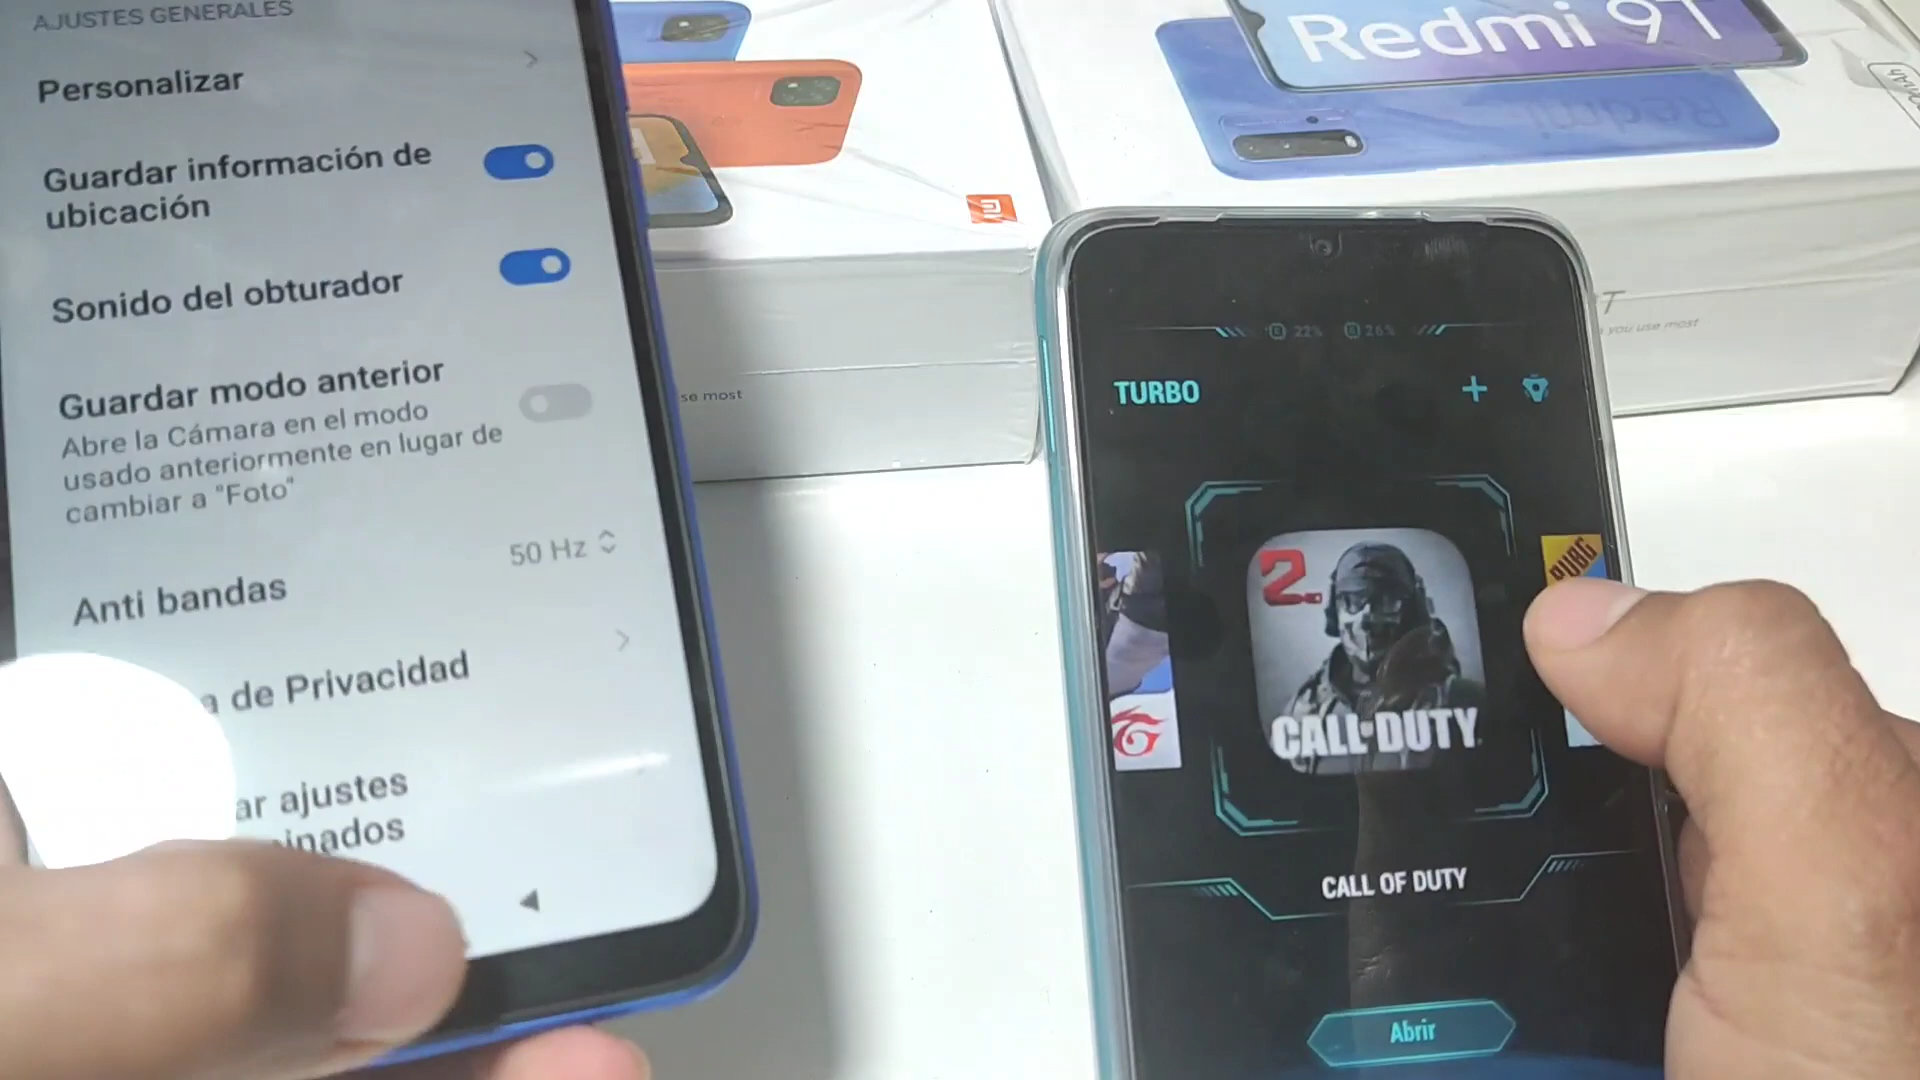 AJUSTES GENERALES
Personalizar
Guardar información de
ubicación
Sonido del obturador
Guardar modo anterior
Abre la Cámara en el modo
usado anteriormente en lugar de
cambiar a "Foto"
Anti bandas
50 Hz
de Privacidad
ajustes
Redmi 9T
Redmi
se most
you use most
22%
26%
TURBO
2.
CALL OF DUTY
PUBG
CALL OF DUTY
Abrir